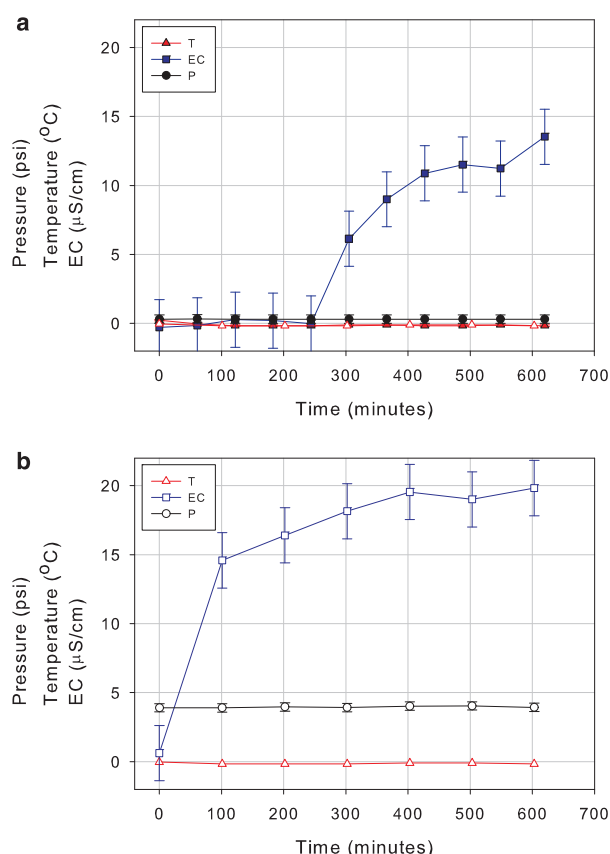 a
20
15
10
5
0
T
EC
P
Pressure (psi)
Temperature (°C)
EC (μS/cm)
0 100 200 300 400 500 600 700
Time (minutes)
b
20
15
10
5
0
T
EC
P
Pressure (psi)
Temperature (°C)
EC (μS/cm)
0 100 200 300 400 500 600 700
Time (minutes)